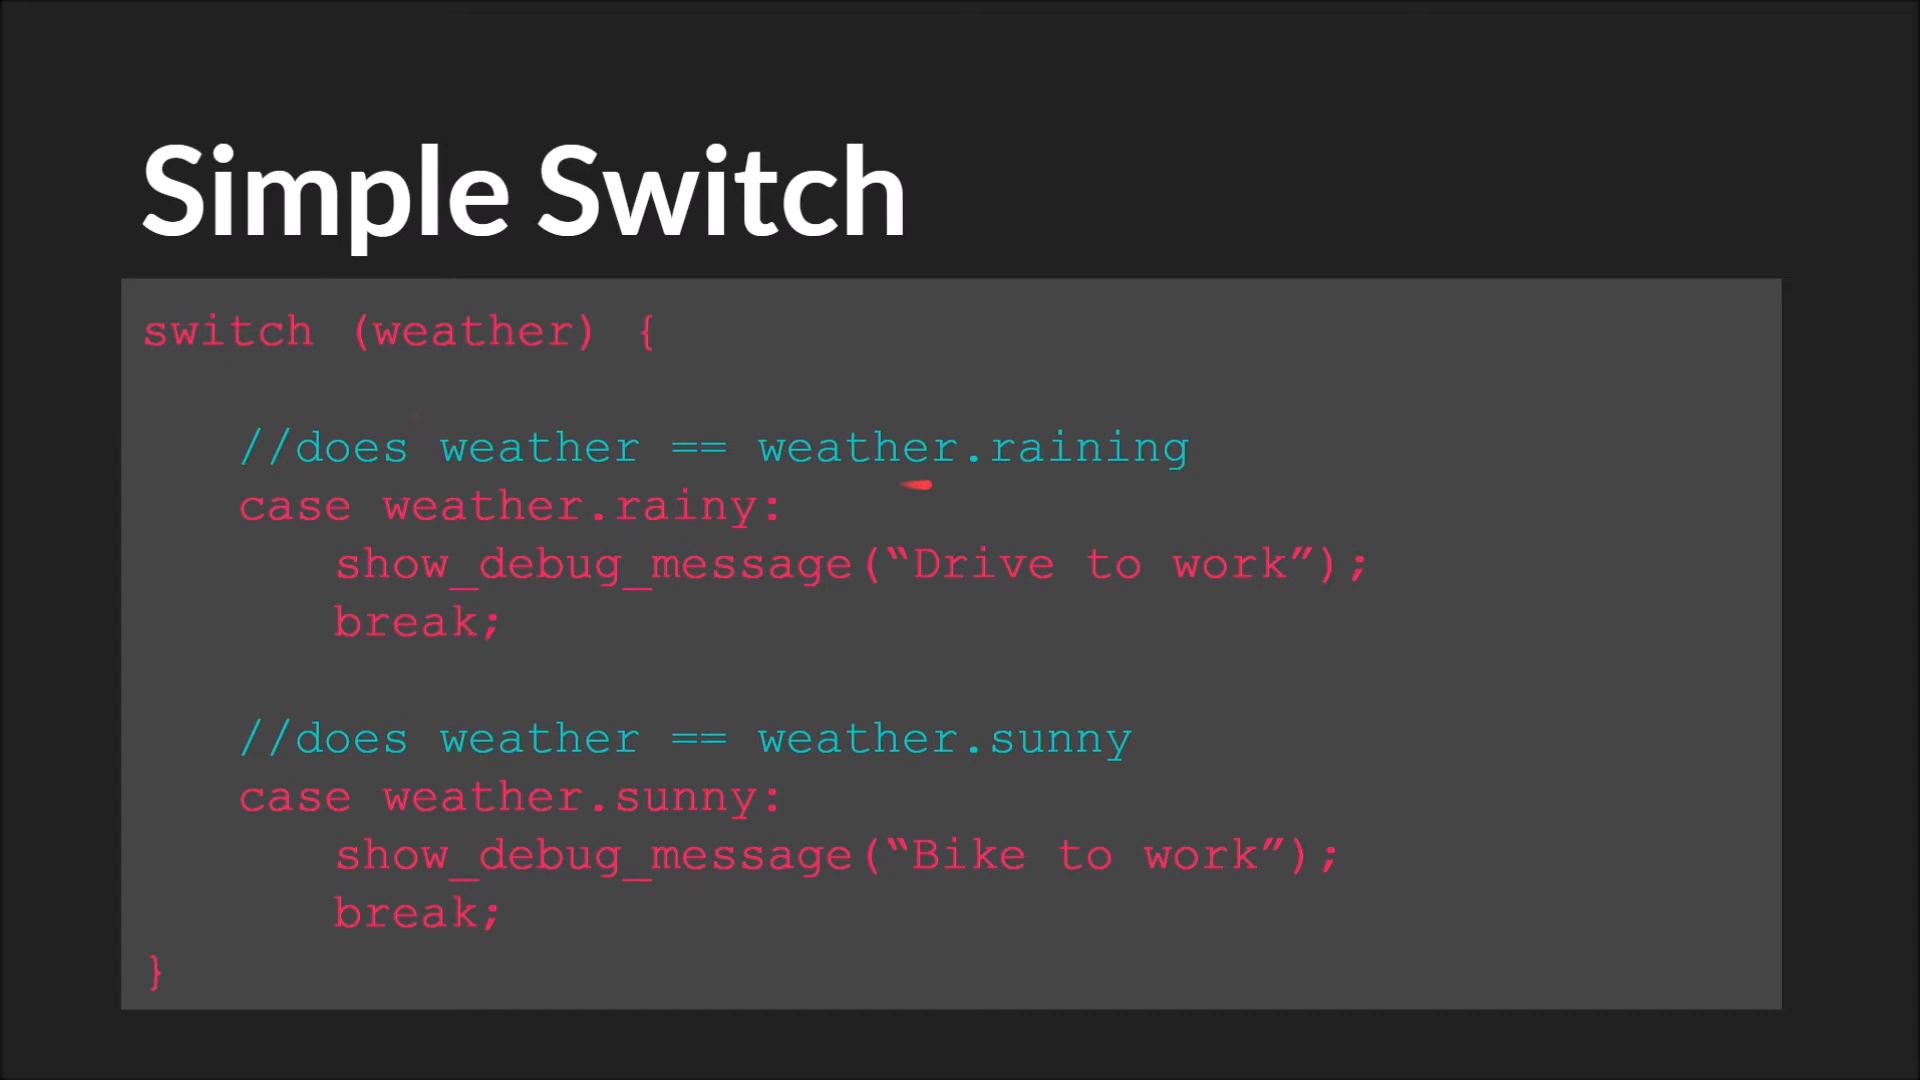 Simple Switch
switch (weather) {
//does weather == weather.raining
case weather.rainy:
show_debug_message(“Drive to work”);
break;
//does weather == weather.sunny
case weather.sunny:
show_debug_message(“Bike to work”);
break;
}